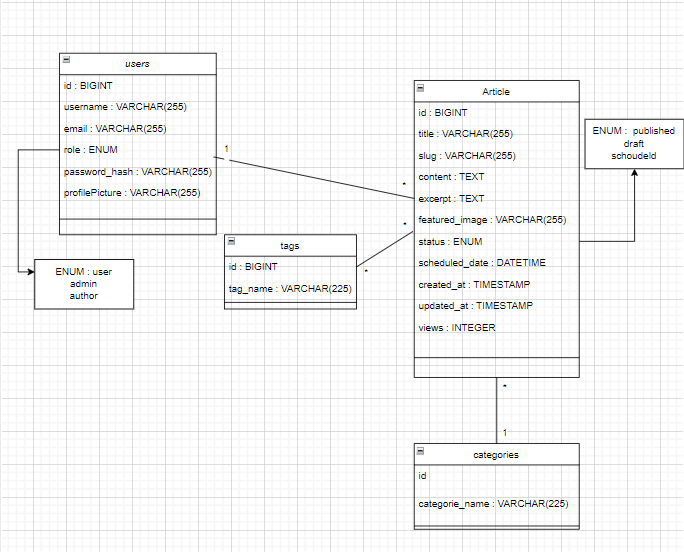 users
id : BIGINT
username : VARCHAR(255)
email : VARCHAR(255)
role : ENUM
password_hash : VARCHAR(255)
profilePicture : VARCHAR(255)
ENUM : user
admin
author
1
*
tags
id : BIGINT
tag_name : VARCHAR(225)
*
*
Article
id : BIGINT
title : VARCHAR(255)
slug : VARCHAR(255)
content : TEXT
excerpt : TEXT
featured_image : VARCHAR(255)
status : ENUM
scheduled_date : DATETIME
created_at : TIMESTAMP
updated_at : TIMESTAMP
views : INTEGER
ENUM : published
draft
schoudeld
*
1
categories
id
categorie_name : VARCHAR(225)